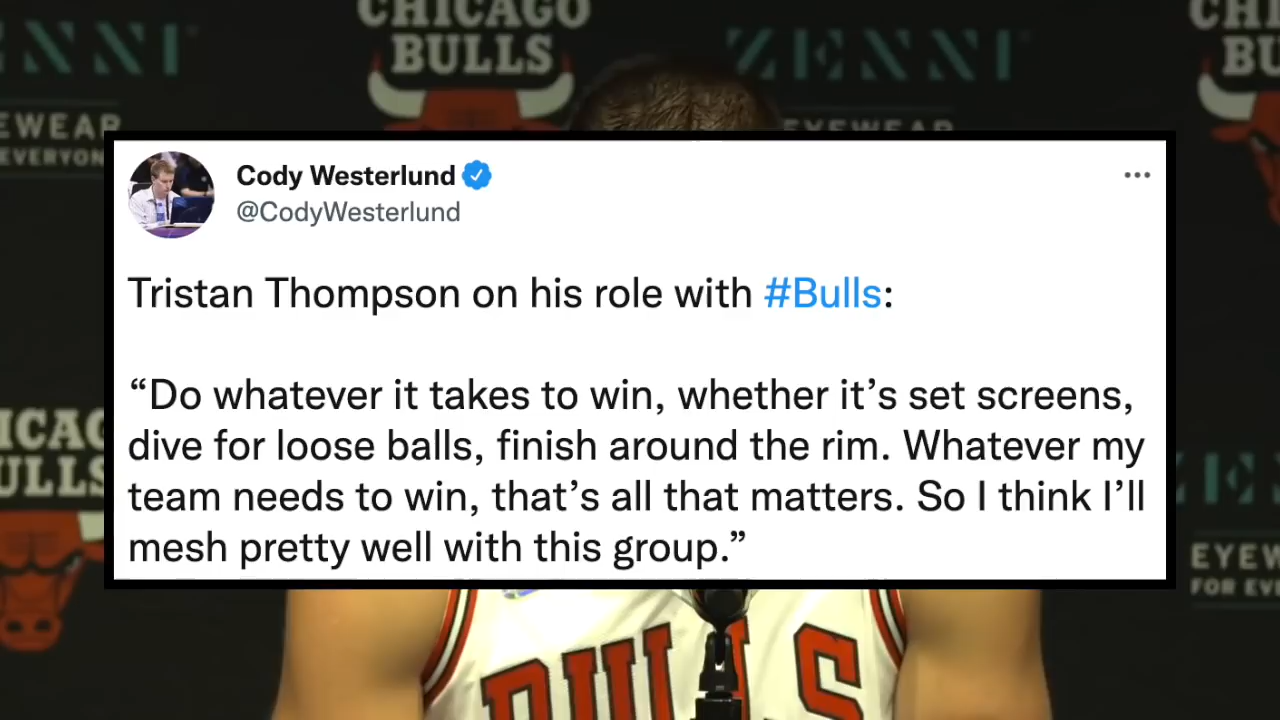 CHICAGO
BULLS
ZENNI
EYEWEAR
Cody Westerlund
@CodyWesterlund
Tristan Thompson on his role with #Bulls:
“Do whatever it takes to win, whether it’s set screens,
dive for loose balls, finish around the rim. Whatever my
team needs to win, that’s all that matters. So I think I’ll
mesh pretty well with this group.”
BULLS